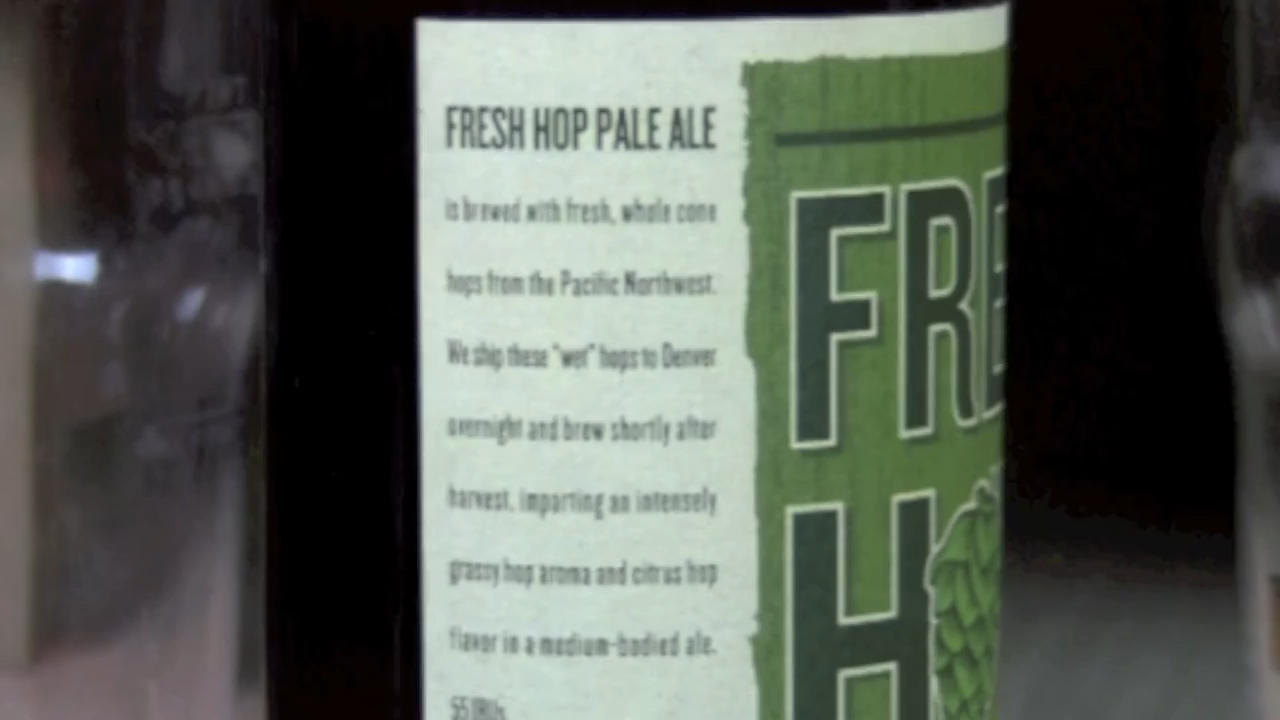 FRESH HOP PALE ALE
is brewed with fresh, whole cone
hops from the Pacific Northwest.
We ship these "wet" hops to Denver
overnight and brew shortly after
harvest, imparting an intensely
grassy hop aroma and citrus hop
flavor in a medium-bodied ale.
55 IBUs
FRE
H